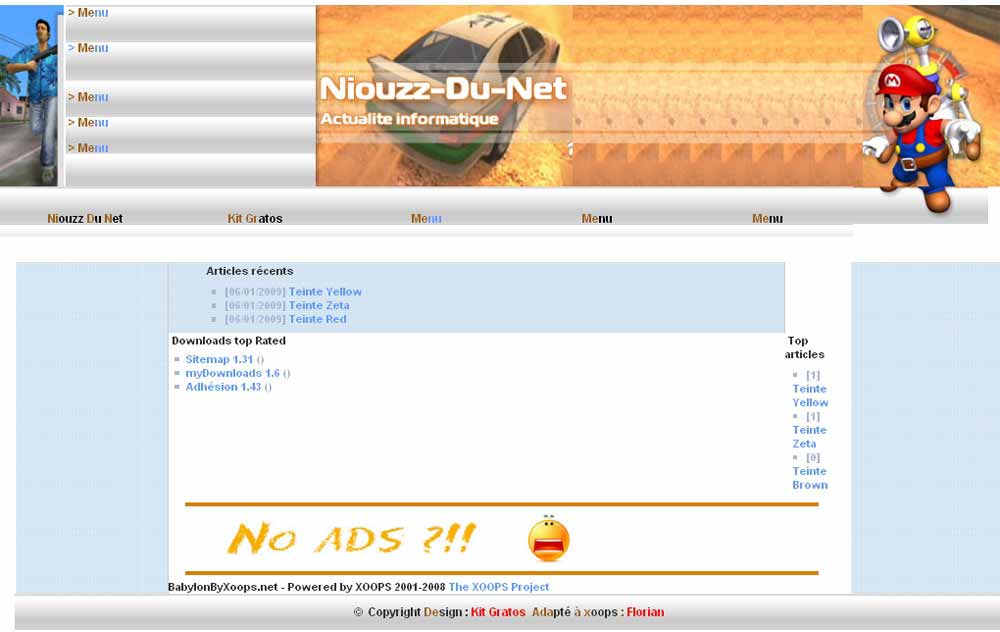 > Menu
> Menu
> Menu
> Menu
> Menu
Niouzz-Du-Net
Actualite informatique
Niouzz Du Net
Kit Gratos
Menu
Menu
Menu
Articles récents
[06/01/2009] Teinte Yellow
[06/01/2009] Teinte Zeta
[06/01/2009] Teinte Red
Downloads top Rated
Sitemap 1.31 ()
myDownloads 1.6 ()
Adhésion 1.43 ()
Top
articles
[1]
Teinte
Yellow
[1]
Teinte
Zeta
[0]
Teinte
Brown
No ADS ?!!
BabylonByXoops.net - Powered by XOOPS 2001-2008 The XOOPS Project
© Copyright Design : Kit Gratos Adapté à xoops : Florian